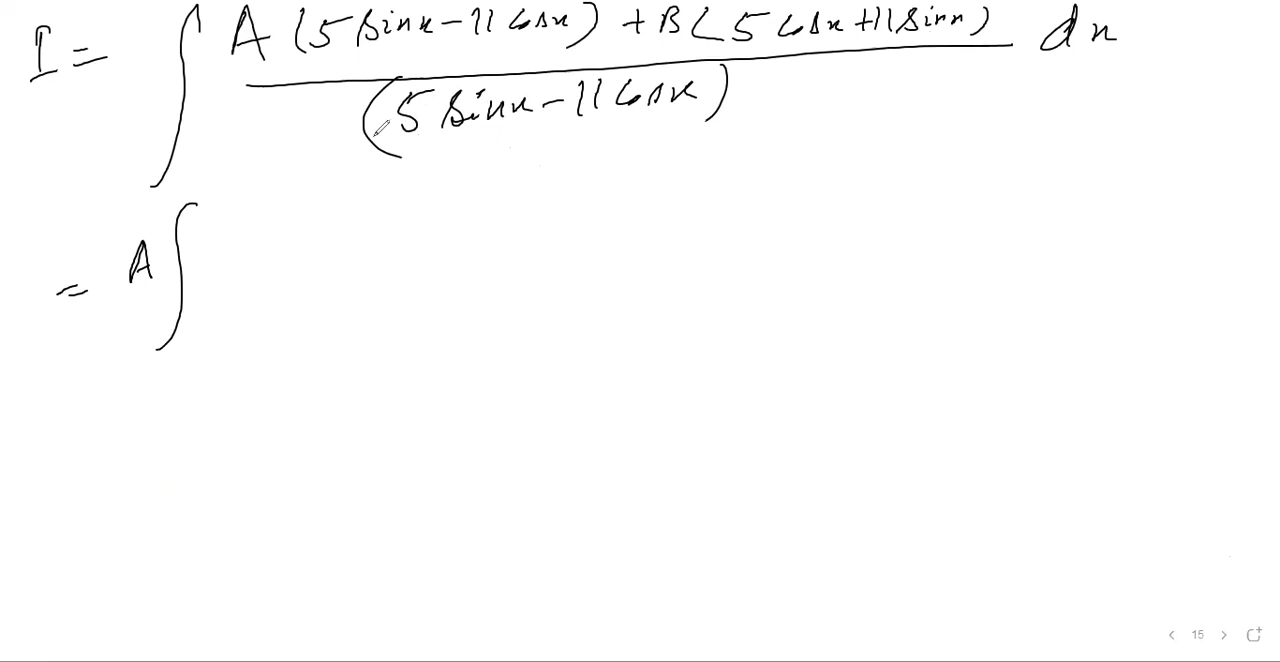 I = ∫ A (5 sinx - 11 cosx) + B (5 cosx + 11 sinx) dx
(5 sinx - 11 cosx)
= A ∫
15